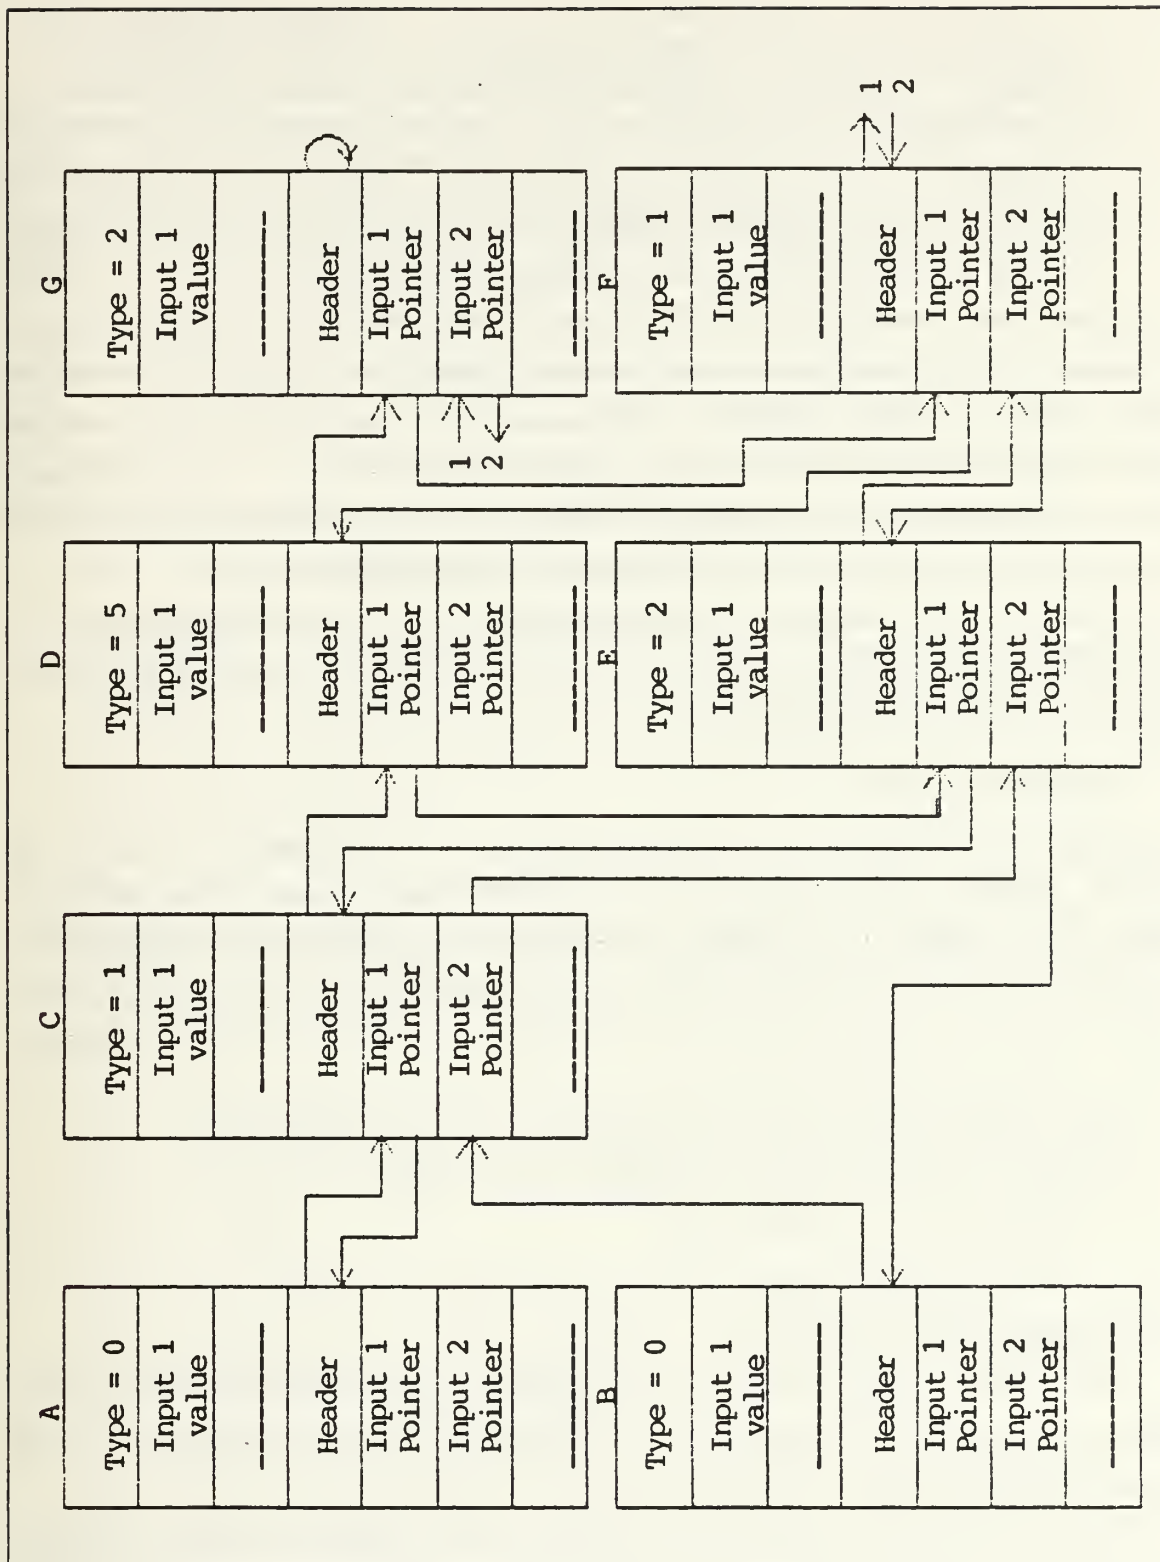 A
Type = 0
Input 1
value
Header
Input 1
Pointer
Input 2
Pointer
B
Type = 0
Input 1
value
Header
Input 1
Pointer
Input 2
Pointer
C
Type = 1
Input 1
value
Header
Input 1
Pointer
Input 2
Pointer
D
Type = 5
Input 1
value
Header
Input 1
Pointer
Input 2
Pointer
E
Type = 2
Input 1
value
Header
Input 1
Pointer
Input 2
Pointer
G
Type = 2
Input 1
value
Header
Input 1
Pointer
Input 2
Pointer
1
2
F
Type = 1
Input 1
value
Header
Input 1
Pointer
Input 2
Pointer
1
2